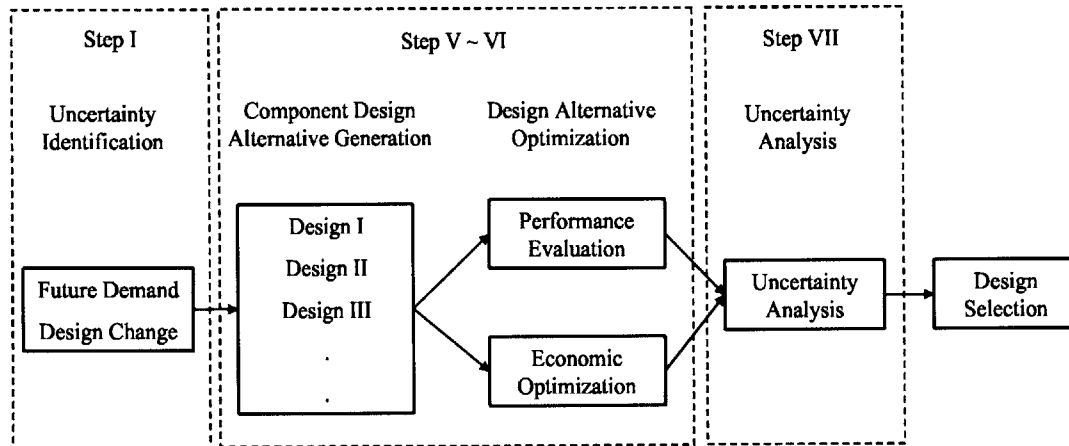 Step I
Uncertainty
Identification
Future Demand
Design Change
Step V ~ VI
Component Design
Alternative Generation
Design I
Design II
Design III
.
.
Design Alternative
Optimization
Performance
Evaluation
Economic
Optimization
Step VII
Uncertainty
Analysis
Uncertainty
Analysis
Design
Selection